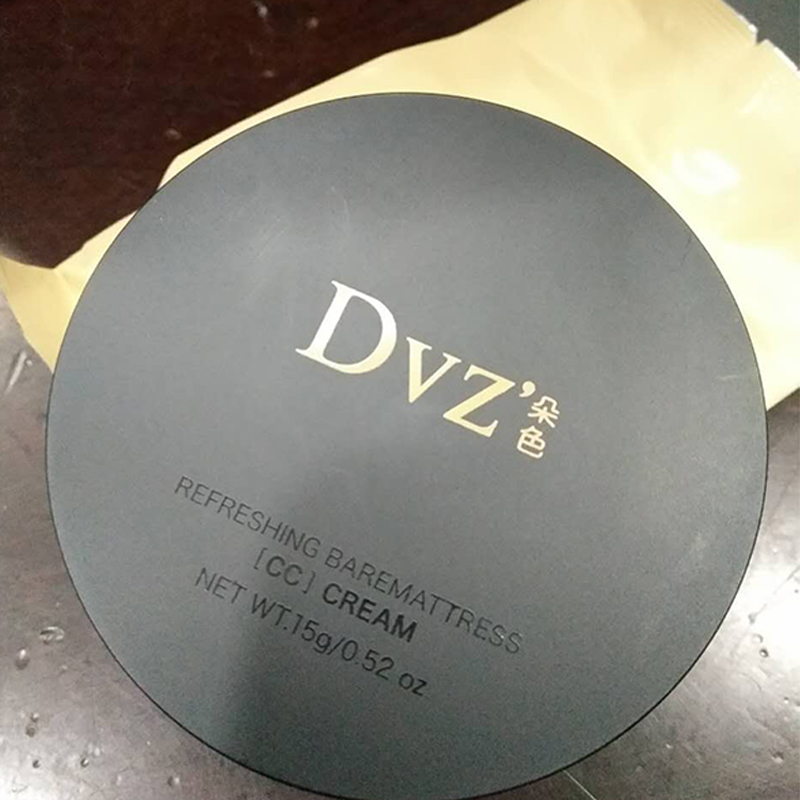 DVZ'朵色
REFRESHING BAREMATTRESS
[CC] CREAM
NET WT.15g/0.52 oz